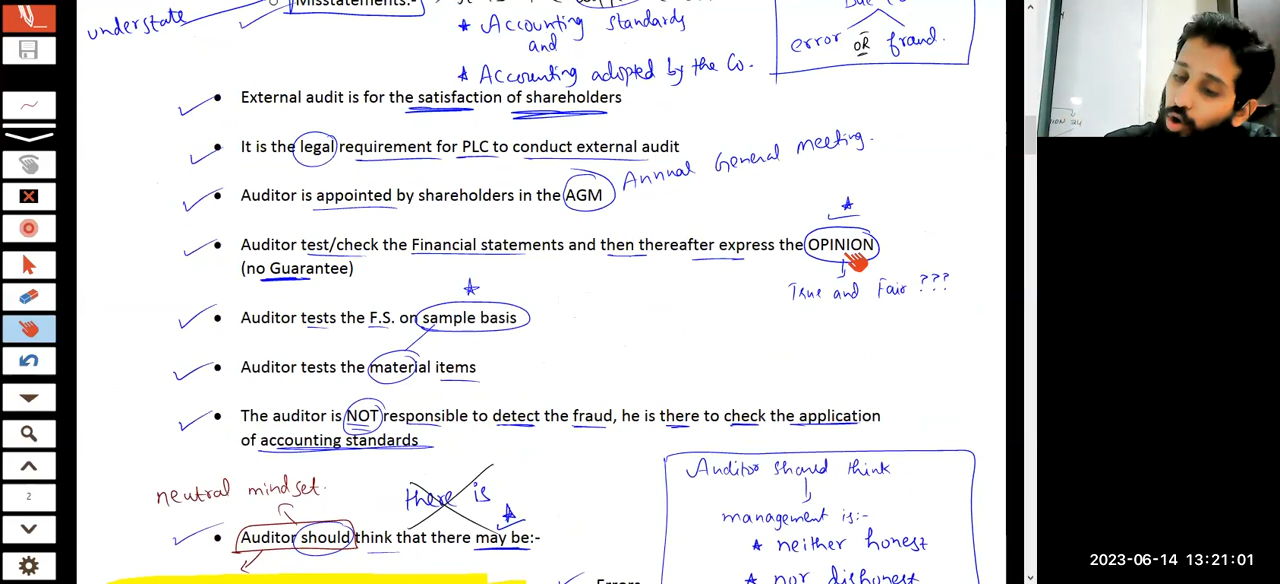 understate
Misstatements:-
★ Accounting standards
and
★ Accounting adopted by the Co.
error OR fraud.
• External audit is for the satisfaction of shareholders
• It is the legal requirement for PLC to conduct external audit
• Auditor is appointed by shareholders in the AGM
Annual General Meeting.
• Auditor test/check the Financial statements and then thereafter express the OPINION
(no Guarantee)
True and Fair ???
• Auditor tests the F.S. on sample basis
• Auditor tests the material items
• The auditor is NOT responsible to detect the fraud, he is there to check the application
of accounting standards
neutral mindset.
there is
• Auditor should think that there may be:-
Auditor should think
management is:-
★ neither honest
★ nor dishonest
Errors
2
2023-06-14 13:21:01